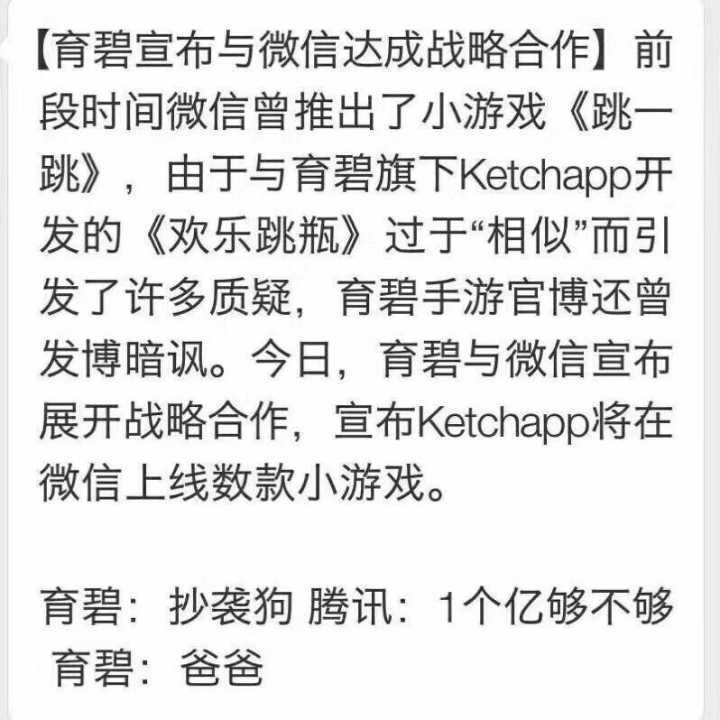 【育碧宣布与微信达成战略合作】前
段时间微信曾推出了小游戏《跳一
跳》，由于与育碧旗下Ketchapp开
发的《欢乐跳瓶》过于“相似”而引
发了许多质疑，育碧手游官博还曾
发博暗讽。今日，育碧与微信宣布
展开战略合作，宣布Ketchapp将在
微信上线数款小游戏。
育碧：抄袭狗 腾讯：1个亿够不够
育碧：爸爸